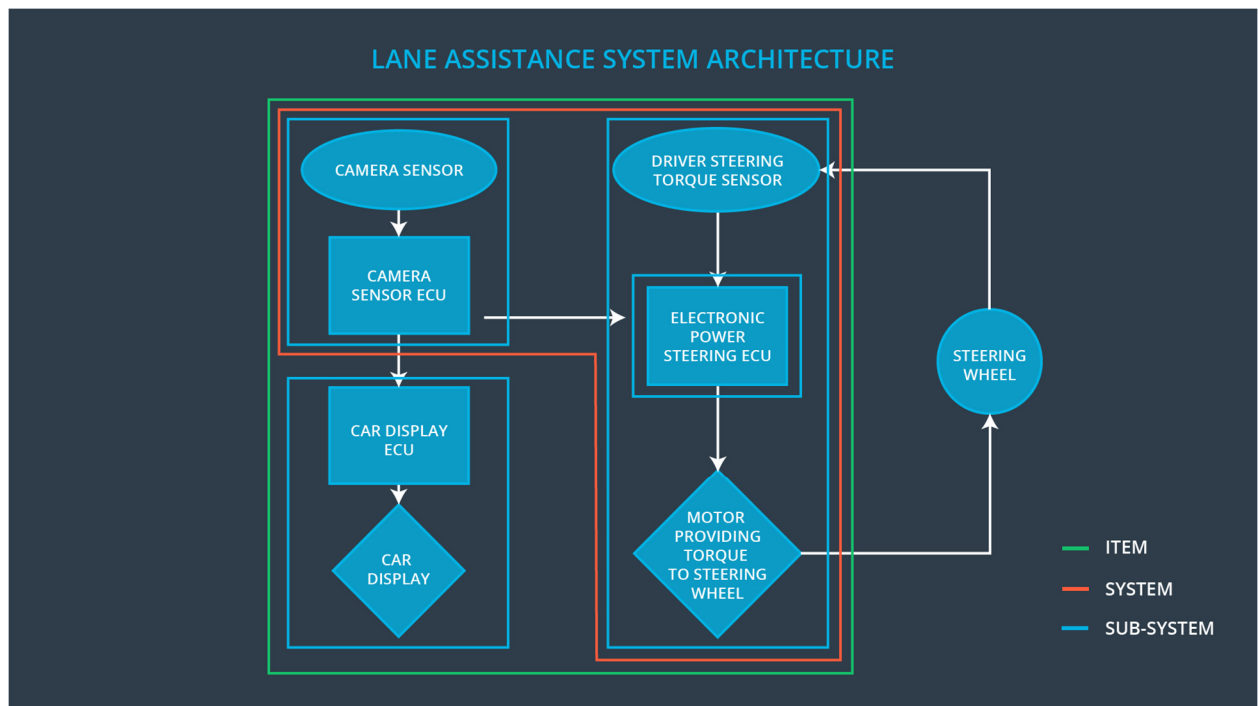 LANE ASSISTANCE SYSTEM ARCHITECTURE
CAMERA SENSOR
CAMERA
SENSOR ECU
CAR DISPLAY
ECU
CAR
DISPLAY
DRIVER STEERING
TORQUE SENSOR
ELECTRONIC
POWER
STEERING ECU
MOTOR
PROVIDING
TORQUE
TO STEERING
WHEEL
STEERING
WHEEL
ITEM
SYSTEM
SUB-SYSTEM